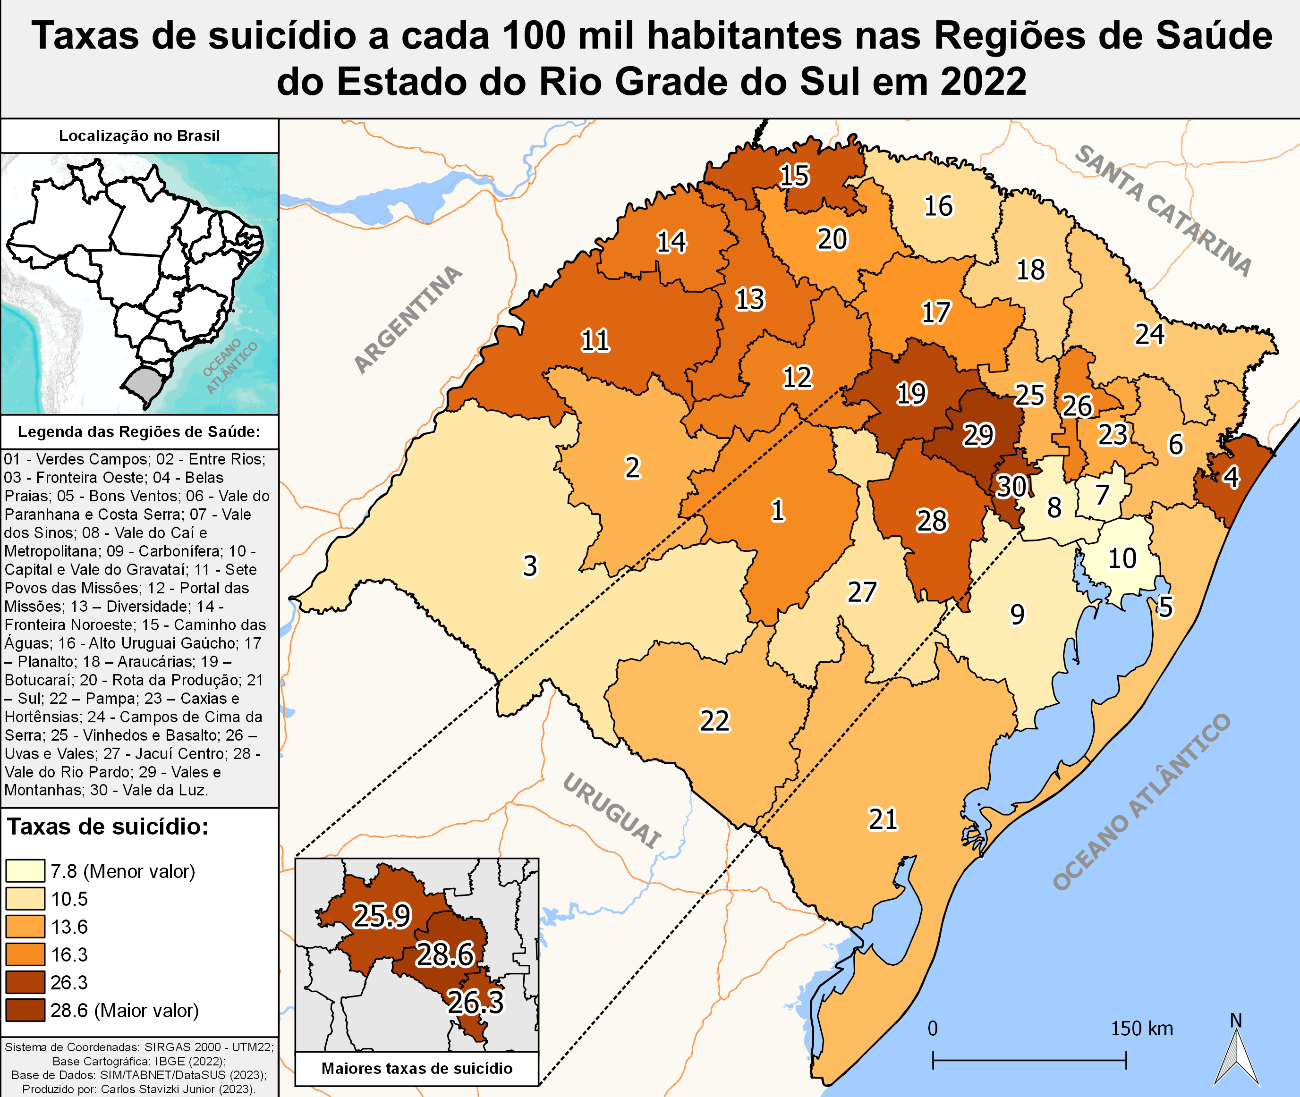 Taxas de suicídio a cada 100 mil habitantes nas Regiões de Saúde
do Estado do Rio Grade do Sul em 2022
Localização no Brasil
OCEANO
ATLÂNTICO
Legenda das Regiões de Saúde:
01 - Verdes Campos; 02 - Entre Rios;
03 - Fronteira Oeste; 04 - Belas
Praias; 05 - Bons Ventos; 06 - Vale do
Paranhana e Costa Serra; 07 - Vale
dos Sinos; 08 - Vale do Caí e
Metropolitana; 09 - Carbonífera; 10 -
Capital e Vale do Gravataí; 11 - Sete
Povos das Missões; 12 - Portal das
Missões; 13 – Diversidade; 14 -
Fronteira Noroeste; 15 - Caminho das
Águas; 16 - Alto Uruguai Gaúcho; 17
– Planalto; 18 – Araucárias; 19 –
Botucaraí; 20 - Rota da Produção; 21
– Sul; 22 – Pampa; 23 – Caxias e
Hortênsias; 24 - Campos de Cima da
Serra; 25 - Vinhedos e Basalto; 26 –
Uvas e Vales; 27 - Jacuí Centro; 28 -
Vale do Rio Pardo; 29 - Vales e
Montanhas; 30 - Vale da Luz.
Taxas de suicídio:
7.8 (Menor valor)
10.5
13.6
16.3
26.3
28.6 (Maior valor)
Sistema de Coordenadas: SIRGAS 2000 - UTM22;
Base Cartográfica: IBGE (2022);
Base de Dados: SIM/TABNET/DataSUS (2023);
Produzido por: Carlos Stavizki Junior (2023).
SANTA CATARINA
ARGENTINA
URUGUAI
OCEANO ATLÂNTICO
15
16
14
20
18
13
17
11
24
12
19
25
26
29
23
6
2
4
30
7
8
1
28
10
3
27
5
9
22
21
25.9
28.6
26.3
Maiores taxas de suicídio
0
150 km
N